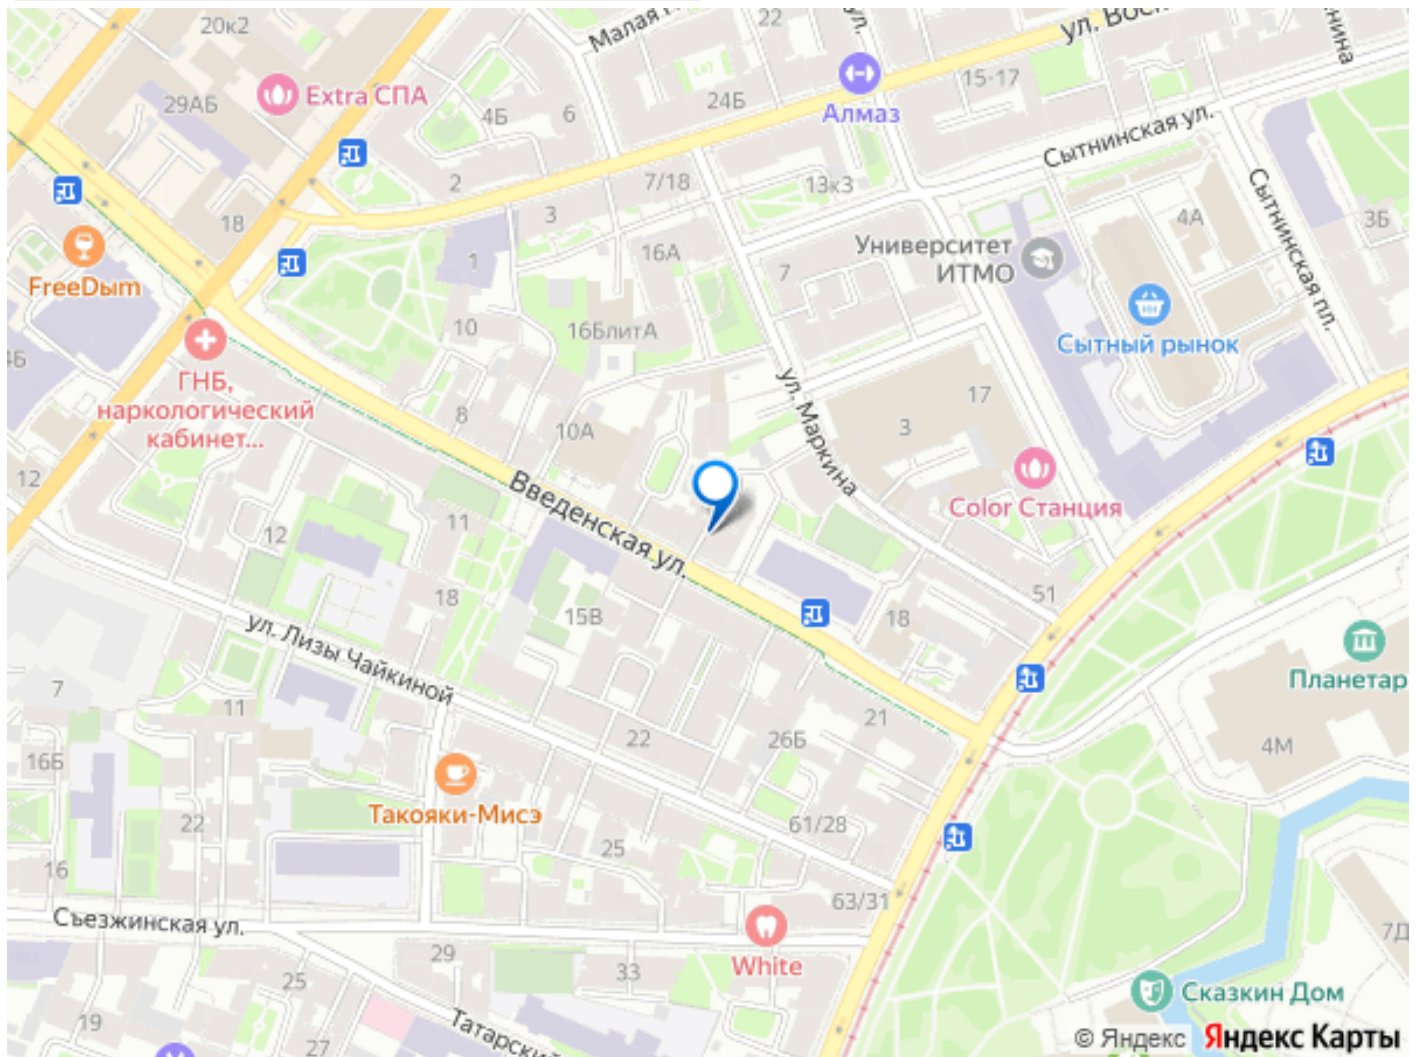 20к2
Малая
ул.
22
ул. Вос
нина
29АБ
Extra СПА
4Б
6
24Б
Алмаз
15-17
Сытнинская ул.
2
7/18
13к3
Сытнинская пл.
18
3
4А
3Б
FreeDым
1
16А
7
Университет
ИТМО
10
16БлитА
Сытный рынок
4Б
ГНБ,
наркологический
кабинет...
8
10А
ул. Маркина
3
17
12
Введенская ул.
Color Станция
11
12
18
15В
51
18
ул. Лизы Чайкиной
Планетар
7
11
22
26Б
21
4М
16Б
Такояки-Мисэ
22
61/28
25
16
63/31
Съезжинская ул.
White
7Д
29
33
25
Сказкин Дом
19
27
Татарский
© Яндекс Яндекс Карты